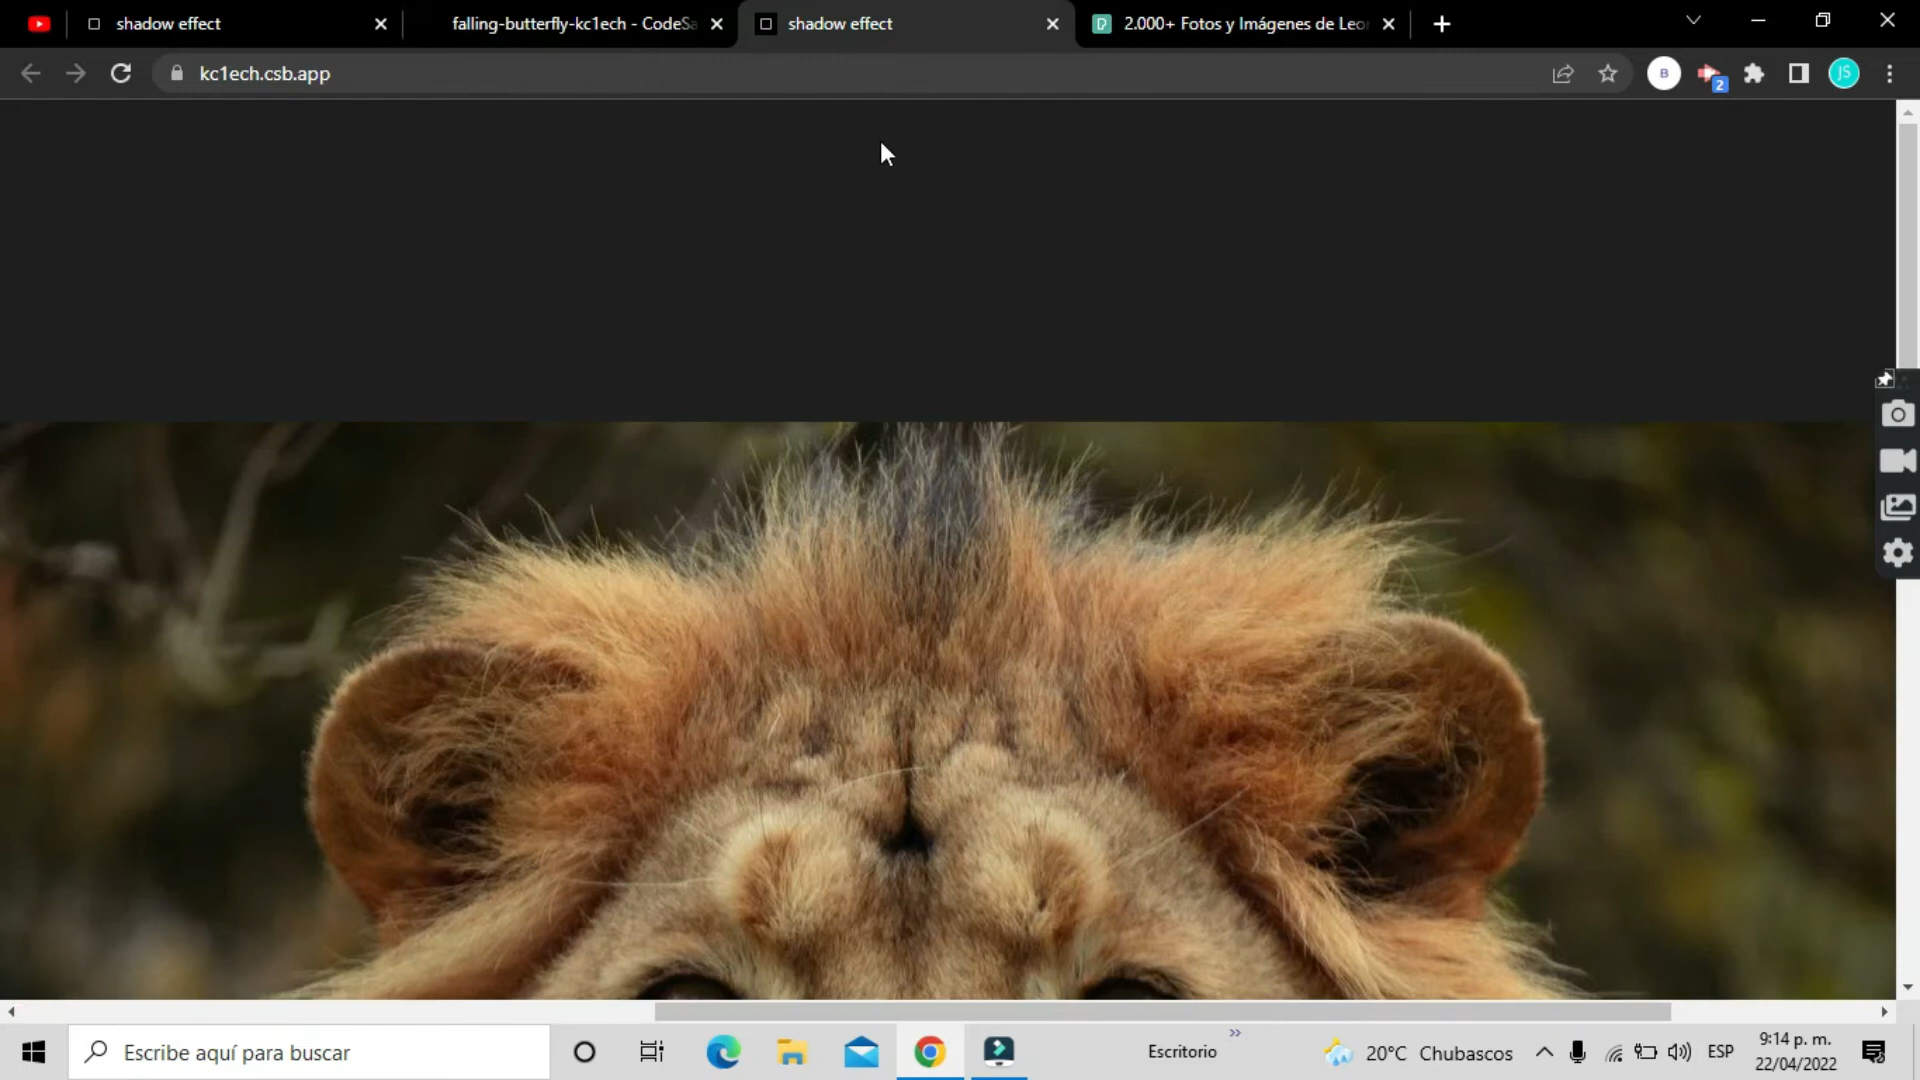 shadow effect
falling-butterfly-kc1ech - CodeSa
shadow effect
2.000+ Fotos y Imágenes de Leo
kc1ech.csb.app
B
2
JS
Escribe aquí para buscar
Escritorio
20°C Chubascos
ESP
9:14 p. m.
22/04/2022